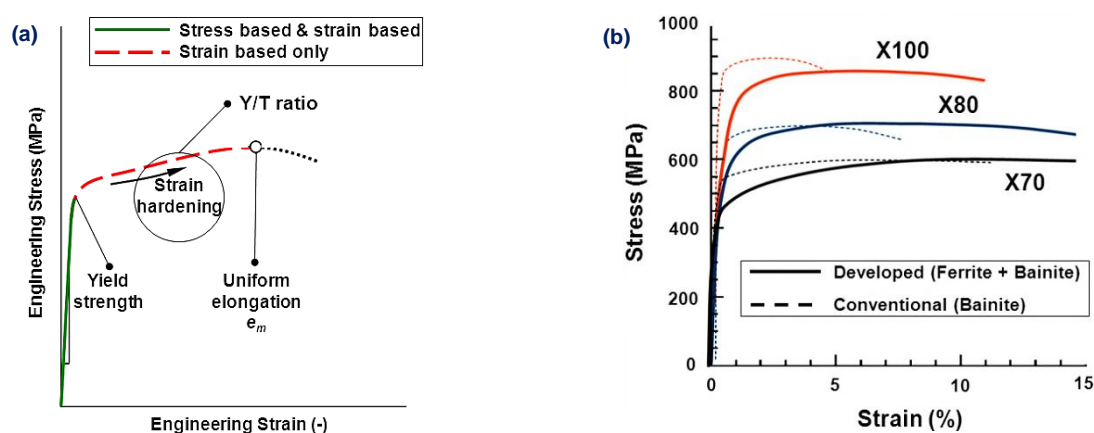 (a)
Stress based & strain based
Strain based only
Y/T ratio
Strain
hardening
Yield
strength
Uniform
elongation
em
Engineering Stress (MPa)
Engineering Strain (-)
(b)
1000
800
600
400
200
0
X100
X80
X70
Developed (Ferrite + Bainite)
Conventional (Bainite)
0
5
10
15
Stress (MPa)
Strain (%)